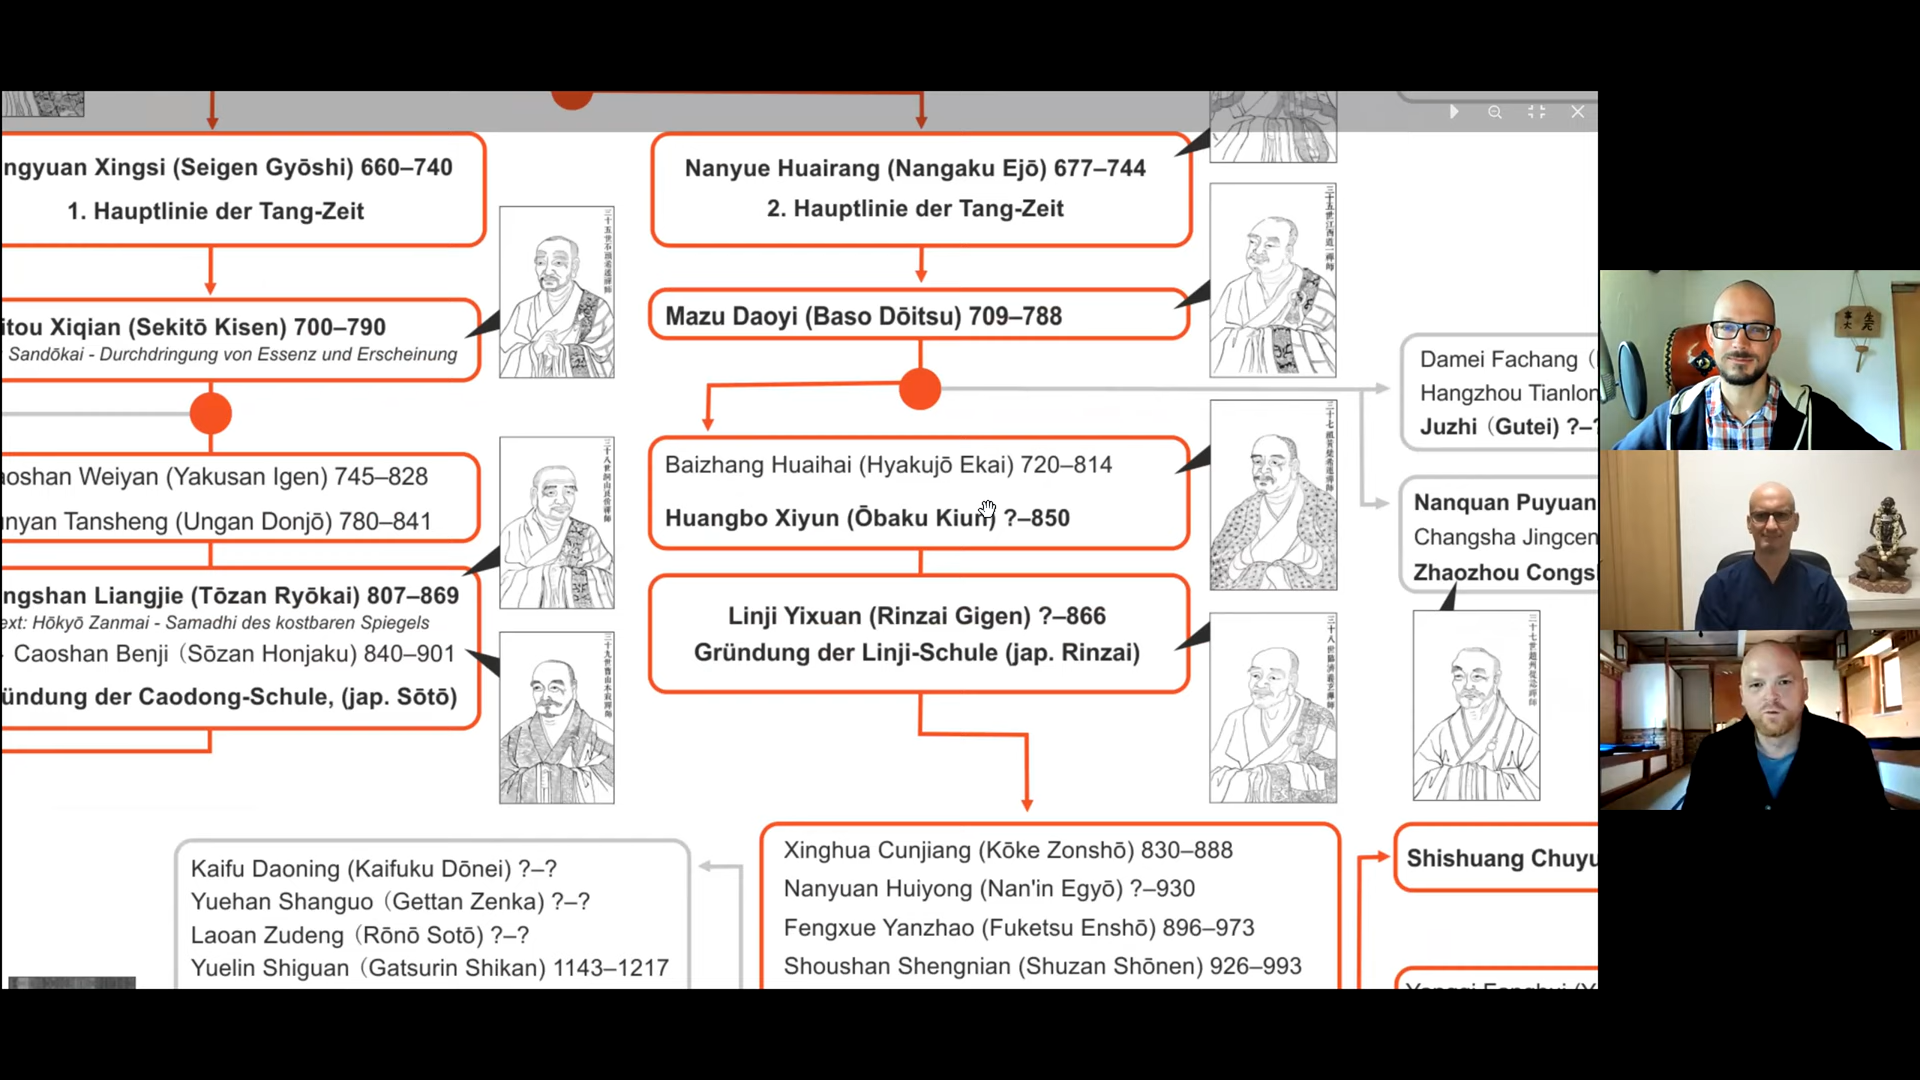 ngyuan Xingsi (Seigen Gyōshi) 660–740
1. Hauptlinie der Tang-Zeit
itou Xiqian (Sekitō Kisen) 700–790
Sandōkai - Durchdringung von Essenz und Erscheinung
aoshan Weiyan (Yakusan Igen) 745–828
nyan Tansheng (Ungan Donjō) 780–841
ngshan Liangjie (Tōzan Ryōkai) 807–869
ext: Hōkyō Zanmai - Samadhi des kostbaren Spiegels
Caoshan Benji (Sōzan Honjaku) 840–901
ündung der Caodong-Schule, (jap. Sōtō)
Nanyue Huairang (Nangaku Ejō) 677–744
2. Hauptlinie der Tang-Zeit
Mazu Daoyi (Baso Dōitsu) 709–788
Baizhang Huaihai (Hyakujō Ekai) 720–814
Huangbo Xiyun (Ōbaku Kiun) ?–850
Linji Yixuan (Rinzai Gigen) ?–866
Gründung der Linji-Schule (jap. Rinzai)
Damei Fachang (
Hangzhou Tianlon
Juzhi (Gutei) ?–?
Nanquan Puyuan
Changsha Jingcen
Zhaozhou Congs
Kaifu Daoning (Kaifuku Dōnei) ?–?
Yuehan Shanguo (Gettan Zenka) ?–?
Laoan Zudeng (Rōnō Sotō) ?–?
Yuelin Shiguan (Gatsurin Shikan) 1143–1217
Xinghua Cunjiang (Kōke Zonshō) 830–888
Nanyuan Huiyong (Nan'in Egyō) ?–930
Fengxue Yanzhao (Fuketsu Enshō) 896–973
Shoushan Shengnian (Shuzan Shōnen) 926–993
Shishuang Chuyu